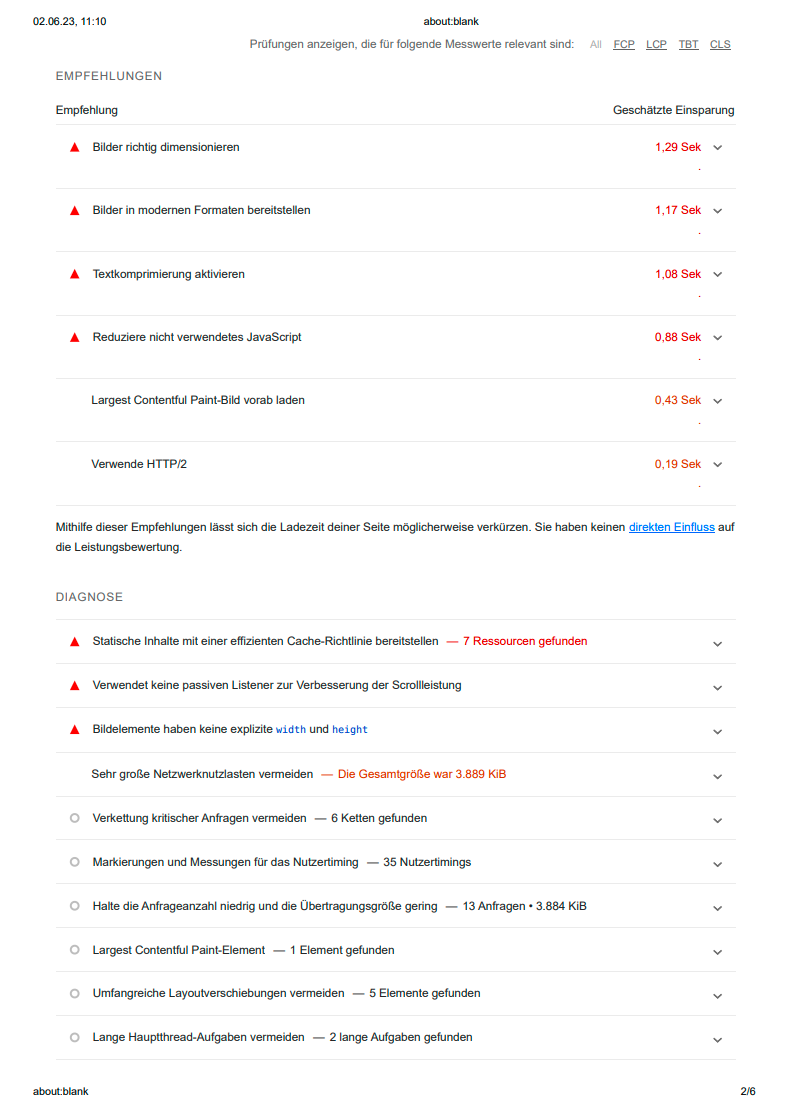 02.06.23, 11:10 about:blank
Prüfungen anzeigen, die für folgende Messwerte relevant sind: All FCP LCP TBT CLS
EMPFEHLUNGEN
Empfehlung Geschätzte Einsparung
Bilder richtig dimensionieren 1,29 Sek
.
Bilder in modernen Formaten bereitstellen 1,17 Sek
.
Textkomprimierung aktivieren 1,08 Sek
.
Reduziere nicht verwendetes JavaScript 0,88 Sek
.
Largest Contentful Paint-Bild vorab laden 0,43 Sek
.
Verwende HTTP/2 0,19 Sek
.
Mithilfe dieser Empfehlungen lässt sich die Ladezeit deiner Seite möglicherweise verkürzen. Sie haben keinen direkten Einfluss auf
die Leistungsbewertung.
DIAGNOSE
Statische Inhalte mit einer effizienten Cache-Richtlinie bereitstellen — 7 Ressourcen gefunden
Verwendet keine passiven Listener zur Verbesserung der Scrollleistung
Bildelemente haben keine explizite width und height
Sehr große Netzwerknutzlasten vermeiden — Die Gesamtgröße war 3.889 KiB
Verkettung kritischer Anfragen vermeiden — 6 Ketten gefunden
Markierungen und Messungen für das Nutzertiming — 35 Nutzertimings
Halte die Anfrageanzahl niedrig und die Übertragungsgröße gering — 13 Anfragen • 3.884 KiB
Largest Contentful Paint-Element — 1 Element gefunden
Umfangreiche Layoutverschiebungen vermeiden — 5 Elemente gefunden
Lange Hauptthread-Aufgaben vermeiden — 2 lange Aufgaben gefunden
about:blank 2/6